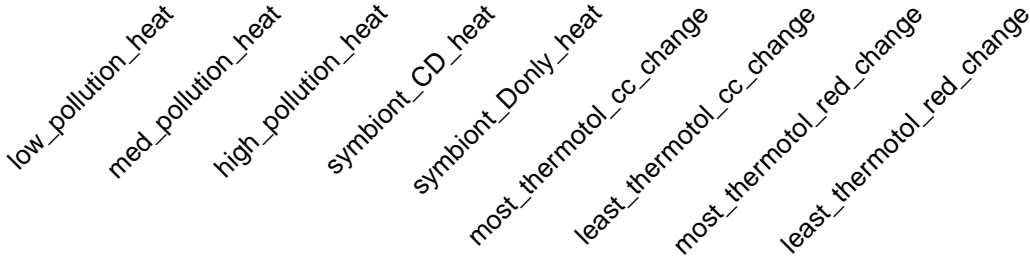 low_pollution_heat
med_pollution_heat
high_pollution_heat
symbiont_CD_heat
symbiont_Donly_heat
most_thermotol_cc_change
least_thermotol_cc_change
most_thermotol_red_change
least_thermotol_red_change